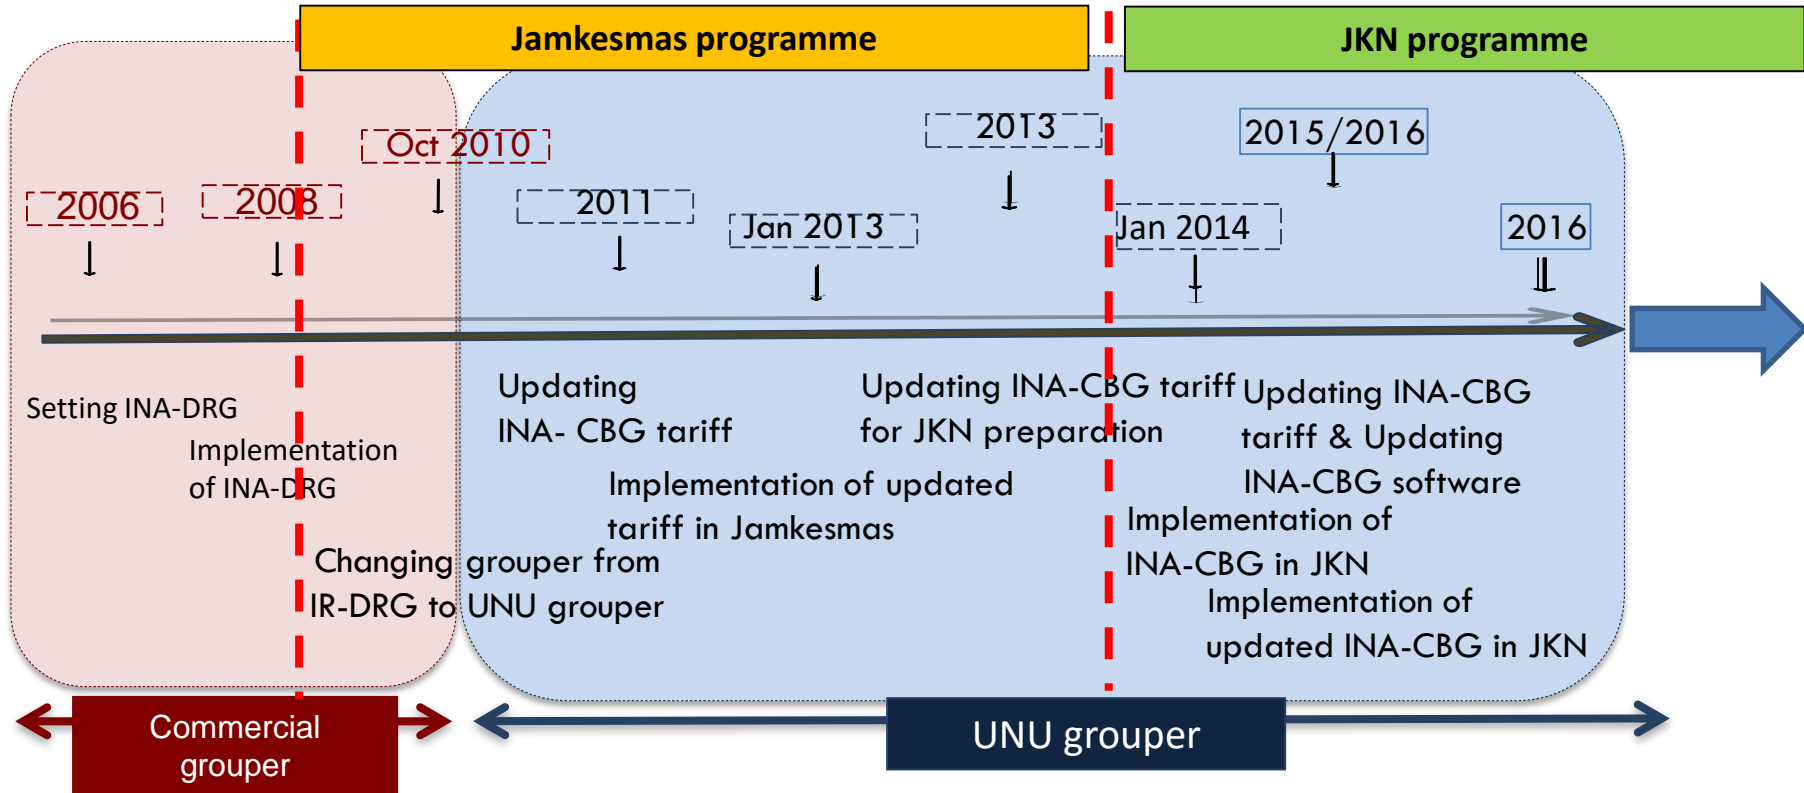 Jamkesmas programme
JKN programme
2006
2008
Oct 2010
2011
Jan 2013
2013
Jan 2014
2015/2016
2016
Setting INA-DRG
Implementation
of INA-DRG
Changing grouper from
IR-DRG to UNU grouper
Updating
INA- CBG tariff
Implementation of updated
tariff in Jamkesmas
Updating INA-CBG tariff
for JKN preparation
Implementation of
INA-CBG in JKN
Updating INA-CBG
tariff & Updating
INA-CBG software
Implementation of
updated INA-CBG in JKN
Commercial
grouper
UNU grouper